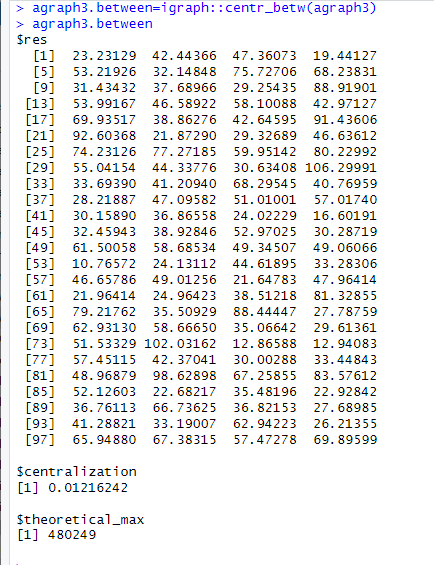 > agraph3.between=igraph::centr_betw(agraph3)
> agraph3.between
$res
[1] 23.23129 42.44366 47.36073 19.44127
[5] 53.21926 32.14848 75.72706 68.23831
[9] 31.43432 37.68966 29.25435 88.91901
[13] 53.99167 46.58922 58.10088 42.97127
[17] 69.93517 38.86276 42.64595 91.43606
[21] 92.60368 21.87290 29.32689 46.63612
[25] 74.23126 77.27185 59.95142 80.22992
[29] 55.04154 44.33776 30.63408 106.29991
[33] 33.69390 41.20940 68.29545 40.76959
[37] 28.21887 47.09582 51.01001 57.01740
[41] 30.15890 36.86558 24.02229 16.60191
[45] 32.45943 38.92846 52.97025 30.28719
[49] 61.50058 58.68534 49.34507 49.06066
[53] 10.76572 24.13112 44.61895 33.28306
[57] 46.65786 49.01256 21.64783 47.96414
[61] 21.96414 24.96423 38.51218 81.32855
[65] 79.21762 35.50929 88.44447 27.78759
[69] 62.93130 58.66650 35.06642 29.61361
[73] 51.53329 102.03162 12.86588 12.94083
[77] 57.45115 42.37041 30.00288 33.44843
[81] 48.96879 98.62898 67.25855 83.57612
[85] 52.12603 22.68217 35.48196 22.92842
[89] 36.76113 66.73625 36.82153 27.68985
[93] 41.28821 33.19007 62.94223 26.21355
[97] 65.94880 67.38315 57.47278 69.89599
$centralization
[1] 0.01216242
$theoretical_max
[1] 480249